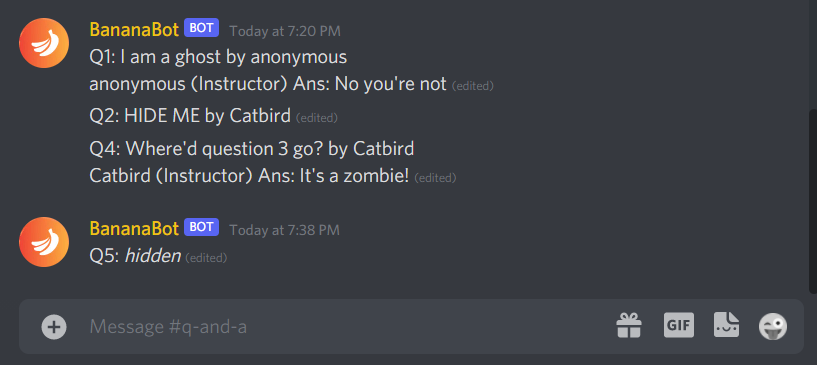 BananaBot BOT Today at 7:20 PM
Q1: I am a ghost by anonymous
anonymous (Instructor) Ans: No you're not (edited)
Q2: HIDE ME by Catbird (edited)
Q4: Where'd question 3 go? by Catbird
Catbird (Instructor) Ans: It's a zombie! (edited)
BananaBot BOT Today at 7:38 PM
Q5: hidden (edited)
Message #q-and-a GIF